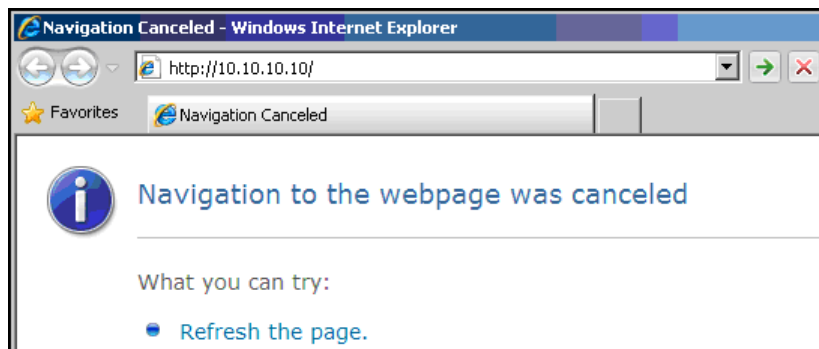 Navigation Canceled - Windows Internet Explorer
http://10.10.10.10/
Favorites
Navigation Canceled
Navigation to the webpage was canceled
What you can try:
Refresh the page.